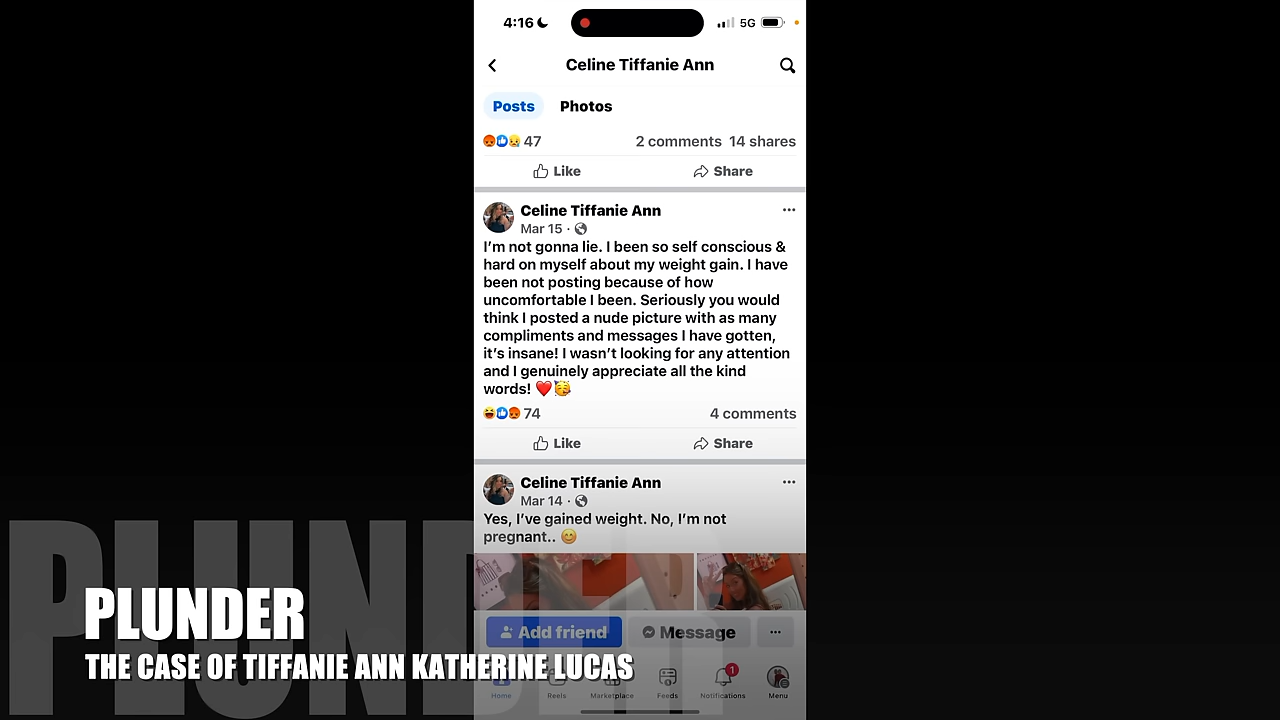 4:16
5G
Celine Tiffanie Ann
Posts
Photos
47
2 comments 14 shares
Like
Share
Celine Tiffanie Ann
Mar 15 ·
I'm not gonna lie. I been so self conscious &
hard on myself about my weight gain. I have
been not posting because of how
uncomfortable I been. Seriously you would
think I posted a nude picture with as many
compliments and messages I have gotten,
it's insane! I wasn't looking for any attention
and I genuinely appreciate all the kind
words! ❤️🥳
74
4 comments
Like
Share
Celine Tiffanie Ann
Mar 14 ·
Yes, I've gained weight. No, I'm not
pregnant.. 😊
PLUNDER
PLUNDER
THE CASE OF TIFFANIE ANN KATHERINE LUCAS
Add friend
Message
1
Home
Reels
Marketplace
Feeds
Notifications
Menu